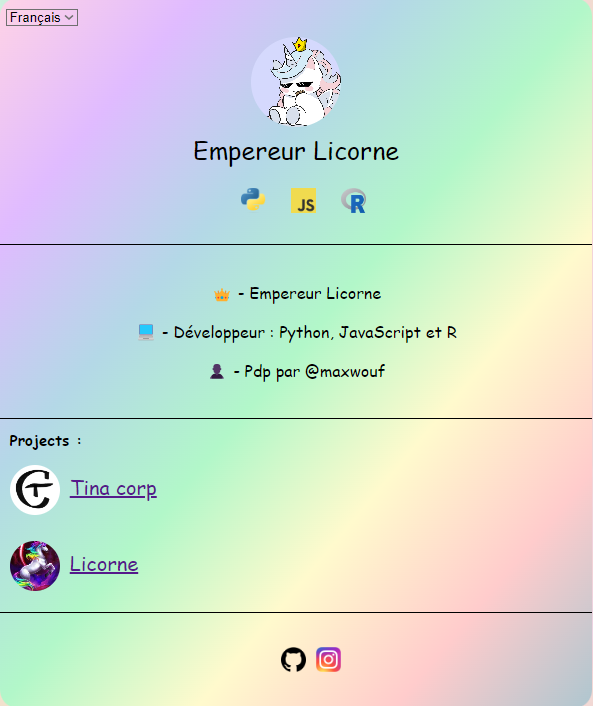 Français
Empereur Licorne
JS
R
- Empereur Licorne
- Développeur : Python, JavaScript et R
- Pdp par @maxwouf
Projects :
Tina corp
Licorne